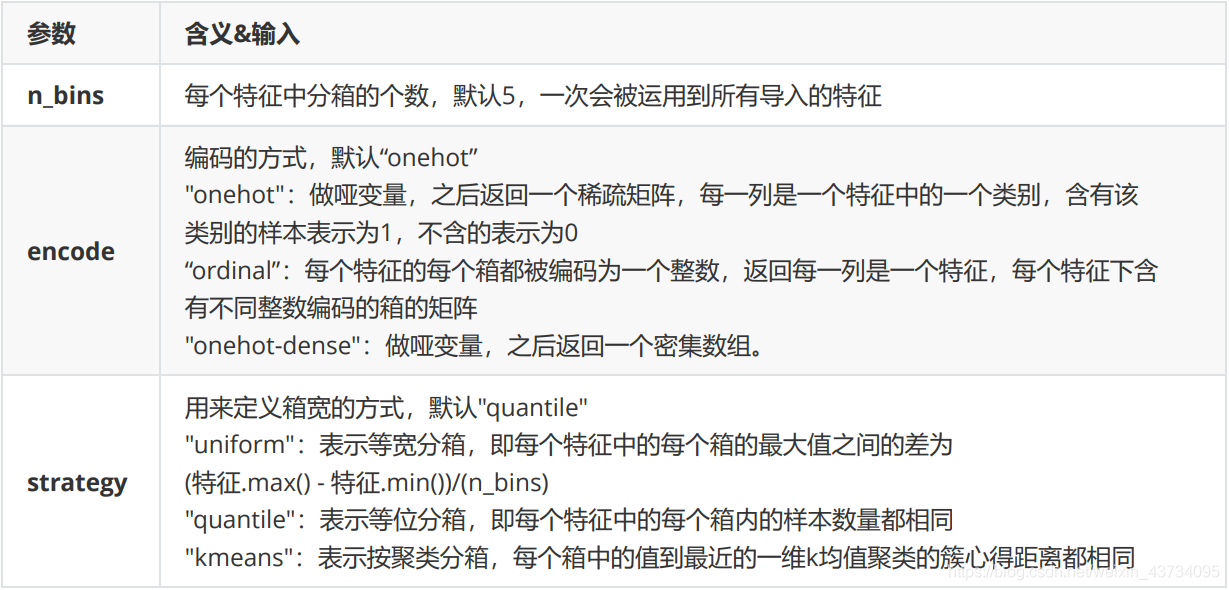 参数 含义&输入
n_bins 每个特征中分箱的个数，默认5，一次会被运用到所有导入的特征
编码的方式，默认“onehot”
"onehot"：做哑变量，之后返回一个稀疏矩阵，每一列是一个特征中的一个类别，含有该
类别的样本表示为1，不含的表示为0
encode
“ordinal”：每个特征的每个箱都被编码为一个整数，返回每一列是一个特征，每个特征下含
有不同整数编码的箱的矩阵
"onehot-dense"：做哑变量，之后返回一个密集数组。
用来定义箱宽的方式，默认"quantile"
"uniform"：表示等宽分箱，即每个特征中的每个箱的最大值之间的差为
strategy (特征.max() - 特征.min())/(n_bins)
"quantile"：表示等位分箱，即每个特征中的每个箱内的样本数量都相同
"kmeans"：表示按聚类分箱，每个箱中的值到最近的一维k均值聚类的簇心得距离都相同
https://blog.csdn.net/weixin_43734095